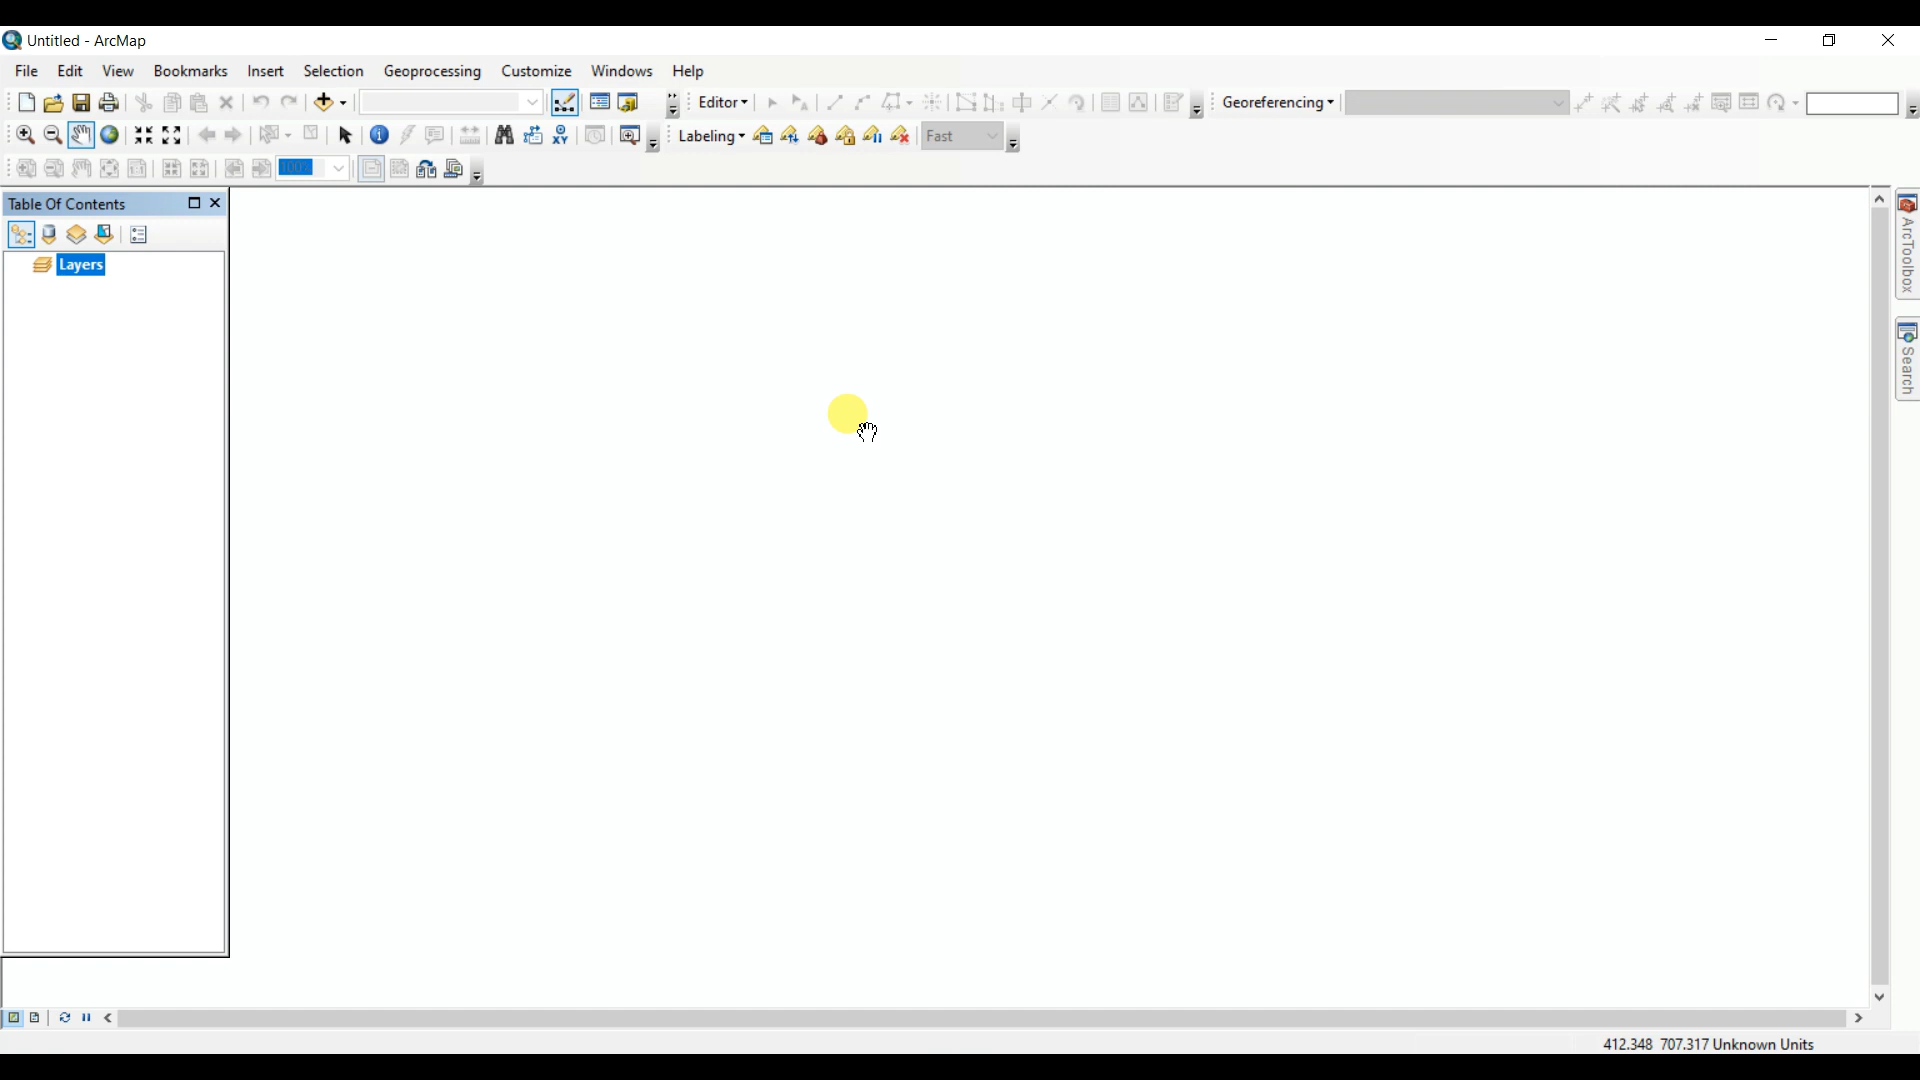 Untitled - ArcMap
File Edit View Bookmarks Insert Selection Geoprocessing Customize Windows Help
Editor Georeferencing
Labeling Fast
100%
Table Of Contents
Layers
ArcToolbox
Search
412.348 707.317 Unknown Units